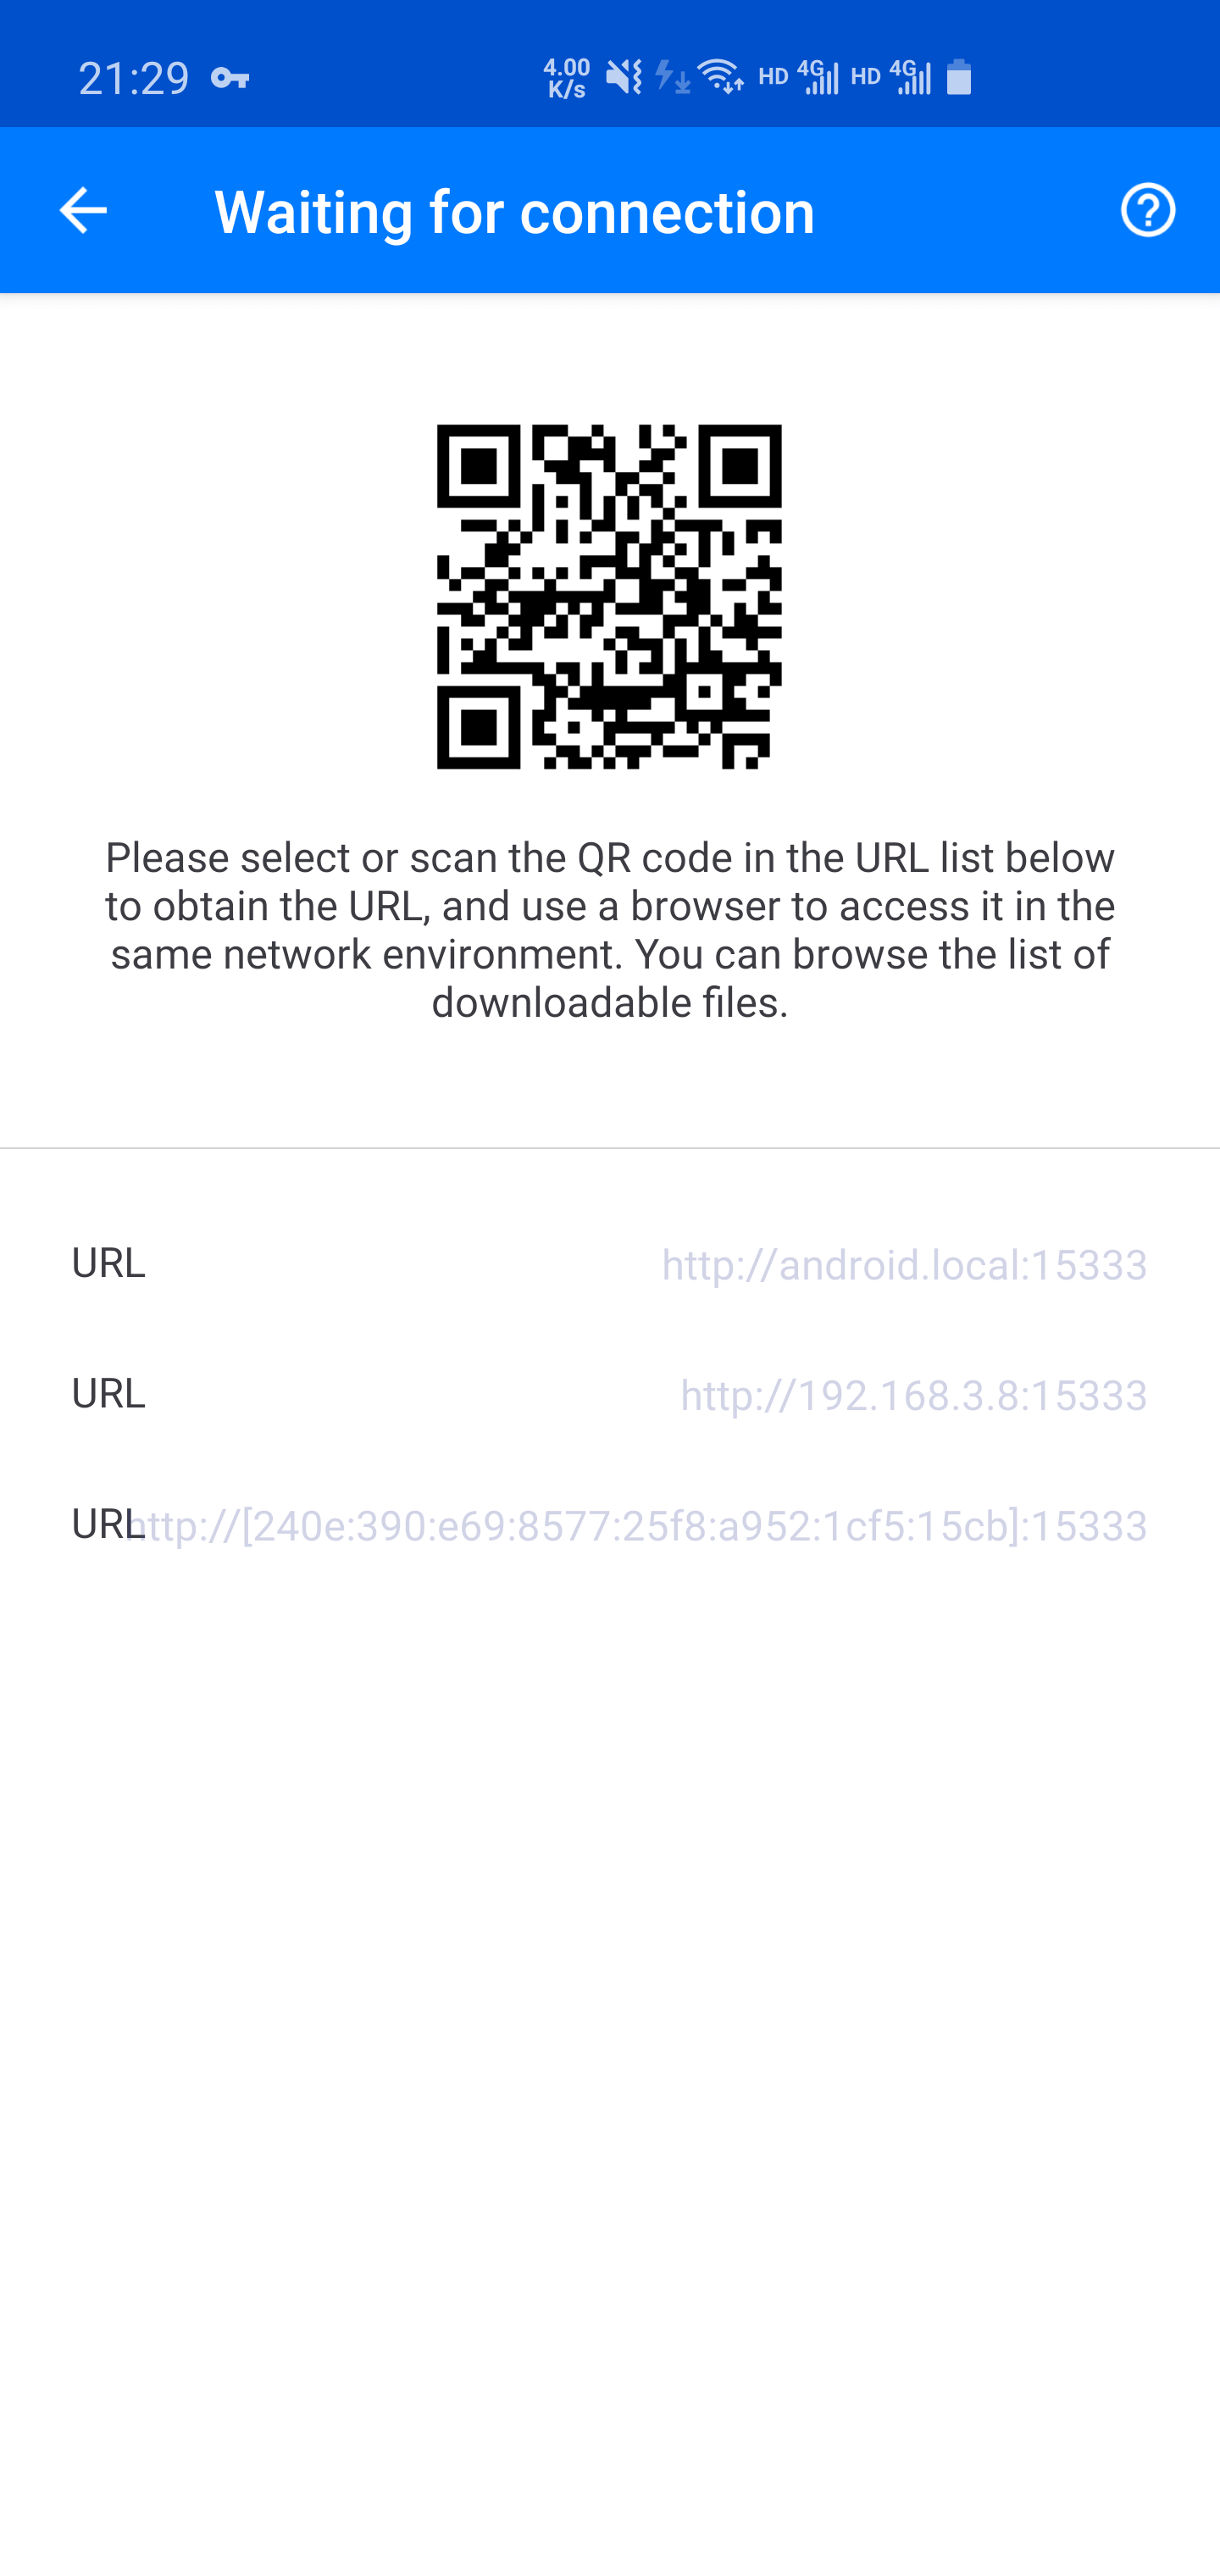 21:29
4.00
K/s
HD 4G HD 4G
Waiting for connection
Please select or scan the QR code in the URL list below
to obtain the URL, and use a browser to access it in the
same network environment. You can browse the list of
downloadable files.
URL http://android.local:15333
URL http://192.168.3.8:15333
URL http://[240e:390:e69:8577:25f8:a952:1cf5:15cb]:15333